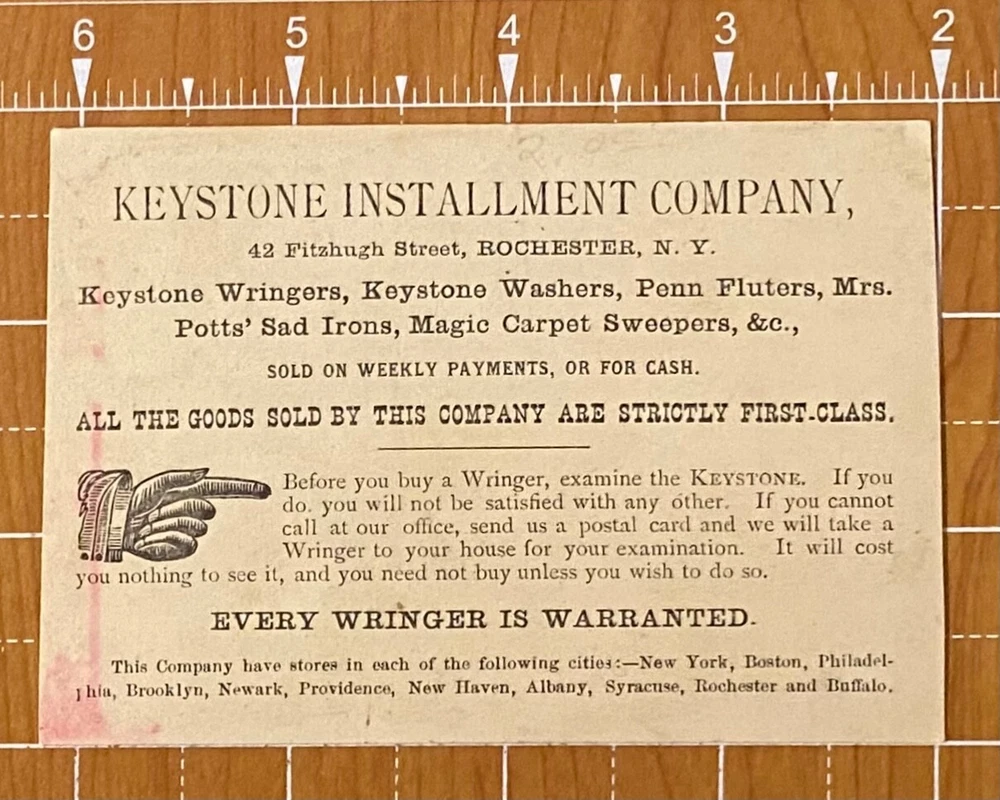 6 5 4 3 2
KEYSTONE INSTALLMENT COMPANY,
42 Fitzhugh Street, ROCHESTER, N. Y.
Keystone Wringers, Keystone Washers, Penn Fluters, Mrs.
Potts' Sad Irons, Magic Carpet Sweepers, &c.,
SOLD ON WEEKLY PAYMENTS, OR FOR CASH.
ALL THE GOODS SOLD BY THIS COMPANY ARE STRICTLY FIRST-CLASS.
Before you buy a Wringer, examine the KEYSTONE. If you
do. you will not be satisfied with any other. If you cannot
call at our office, send us a postal card and we will take a
Wringer to your house for your examination. It will cost
you nothing to see it, and you need not buy unless you wish to do so.
EVERY WRINGER IS WARRANTED.
This Company have stores in each of the following cities:—New York, Boston, Philadel-
phia, Brooklyn, Newark, Providence, New Haven, Albany, Syracuse, Rochester and Buffalo.